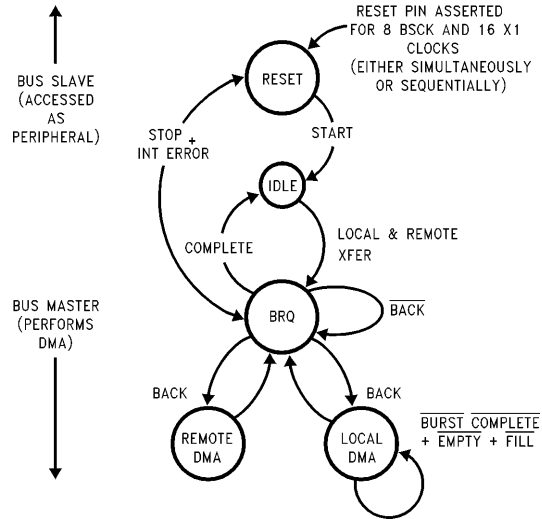 RESET PIN ASSERTED
FOR 8 BSCK AND 16 X1
CLOCKS
(EITHER SIMULTANEOUSLY
OR SEQUENTIALLY)
RESET
BUS SLAVE
(ACCESSED
AS
PERIPHERAL)
STOP +
INT ERROR
START
IDLE
COMPLETE
LOCAL & REMOTE
XFER
BUS MASTER
(PERFORMS
DMA)
BRQ
BACK
BACK
BACK
REMOTE
DMA
LOCAL
DMA
BURST COMPLETE
+ EMPTY + FILL